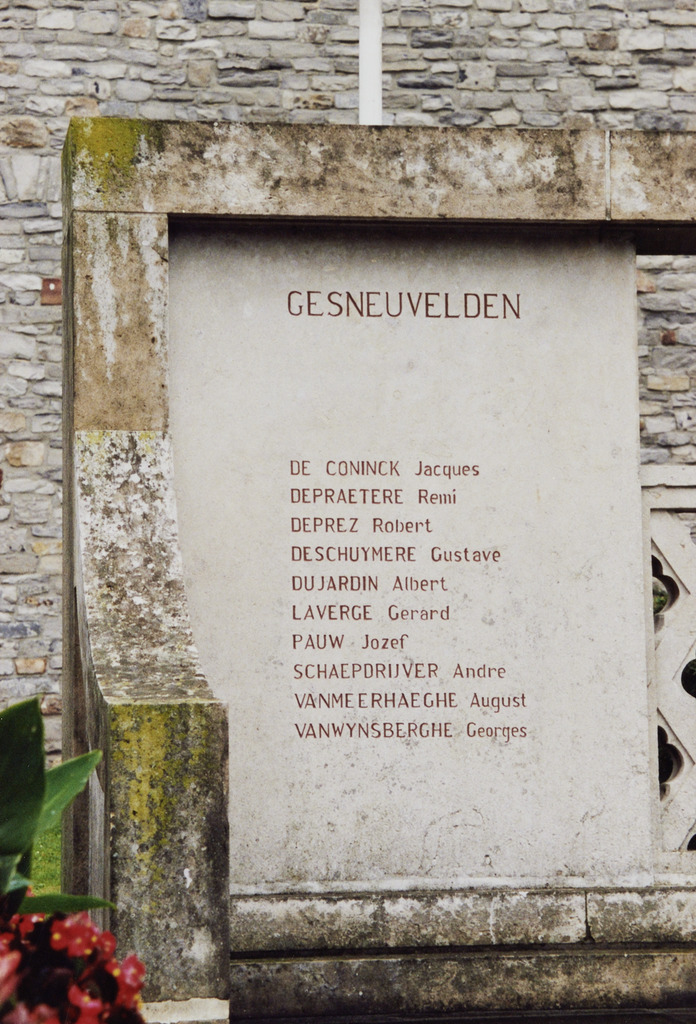 GESNEUVELDEN
DE CONINCK Jacques
DEPRAETERE Remi
DEPREZ Robert
DESCHUYMERE Gustave
DUJARDIN Albert
LAVERGE Gerard
PAUW Jozef
SCHAEPDRIJVER Andre
VANMEERHAEGHE August
VANWYNSBERGHE Georges